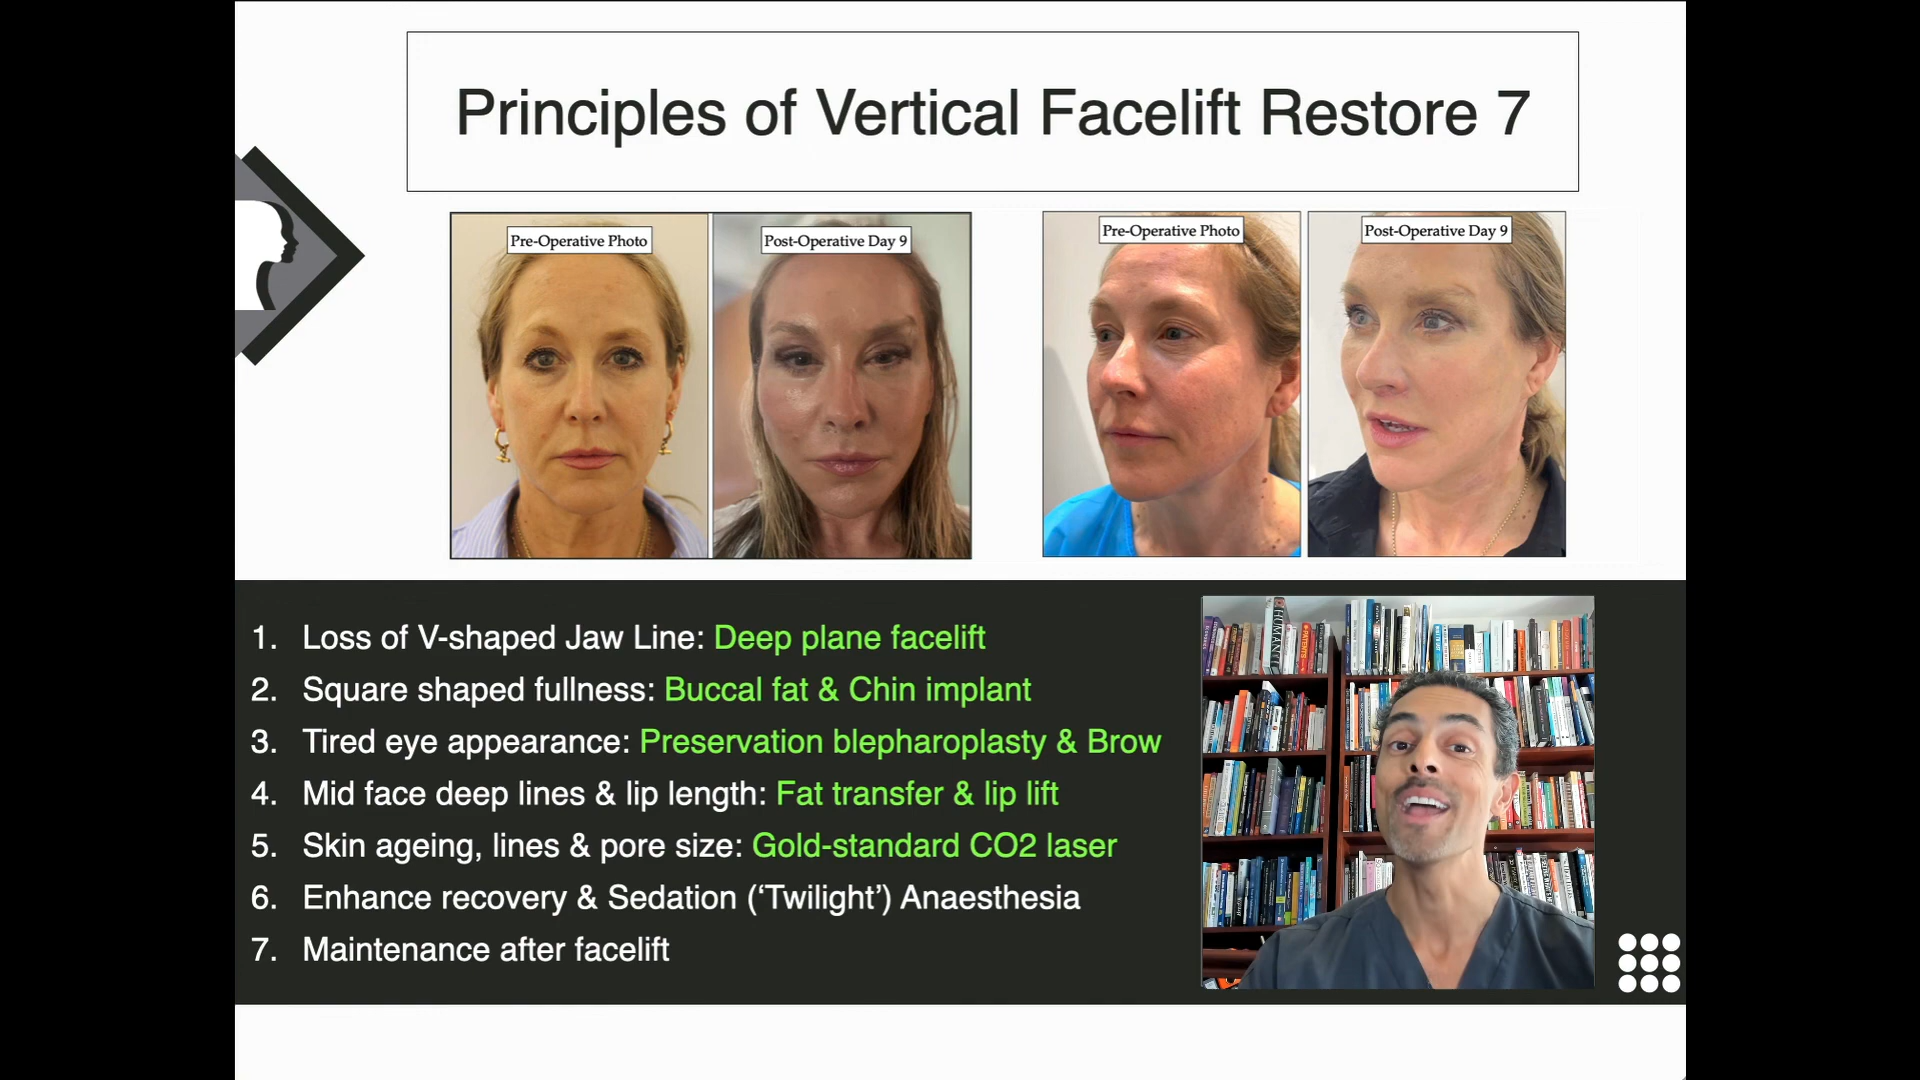 Principles of Vertical Facelift Restore 7
Pre-Operative Photo
Post-Operative Day 9
Pre-Operative Photo
Post-Operative Day 9
1. Loss of V-shaped Jaw Line: Deep plane facelift
2. Square shaped fullness: Buccal fat & Chin implant
3. Tired eye appearance: Preservation blepharoplasty & Brow
4. Mid face deep lines & lip length: Fat transfer & lip lift
5. Skin ageing, lines & pore size: Gold-standard CO2 laser
6. Enhance recovery & Sedation (‘Twilight’) Anaesthesia
7. Maintenance after facelift
HUMAN